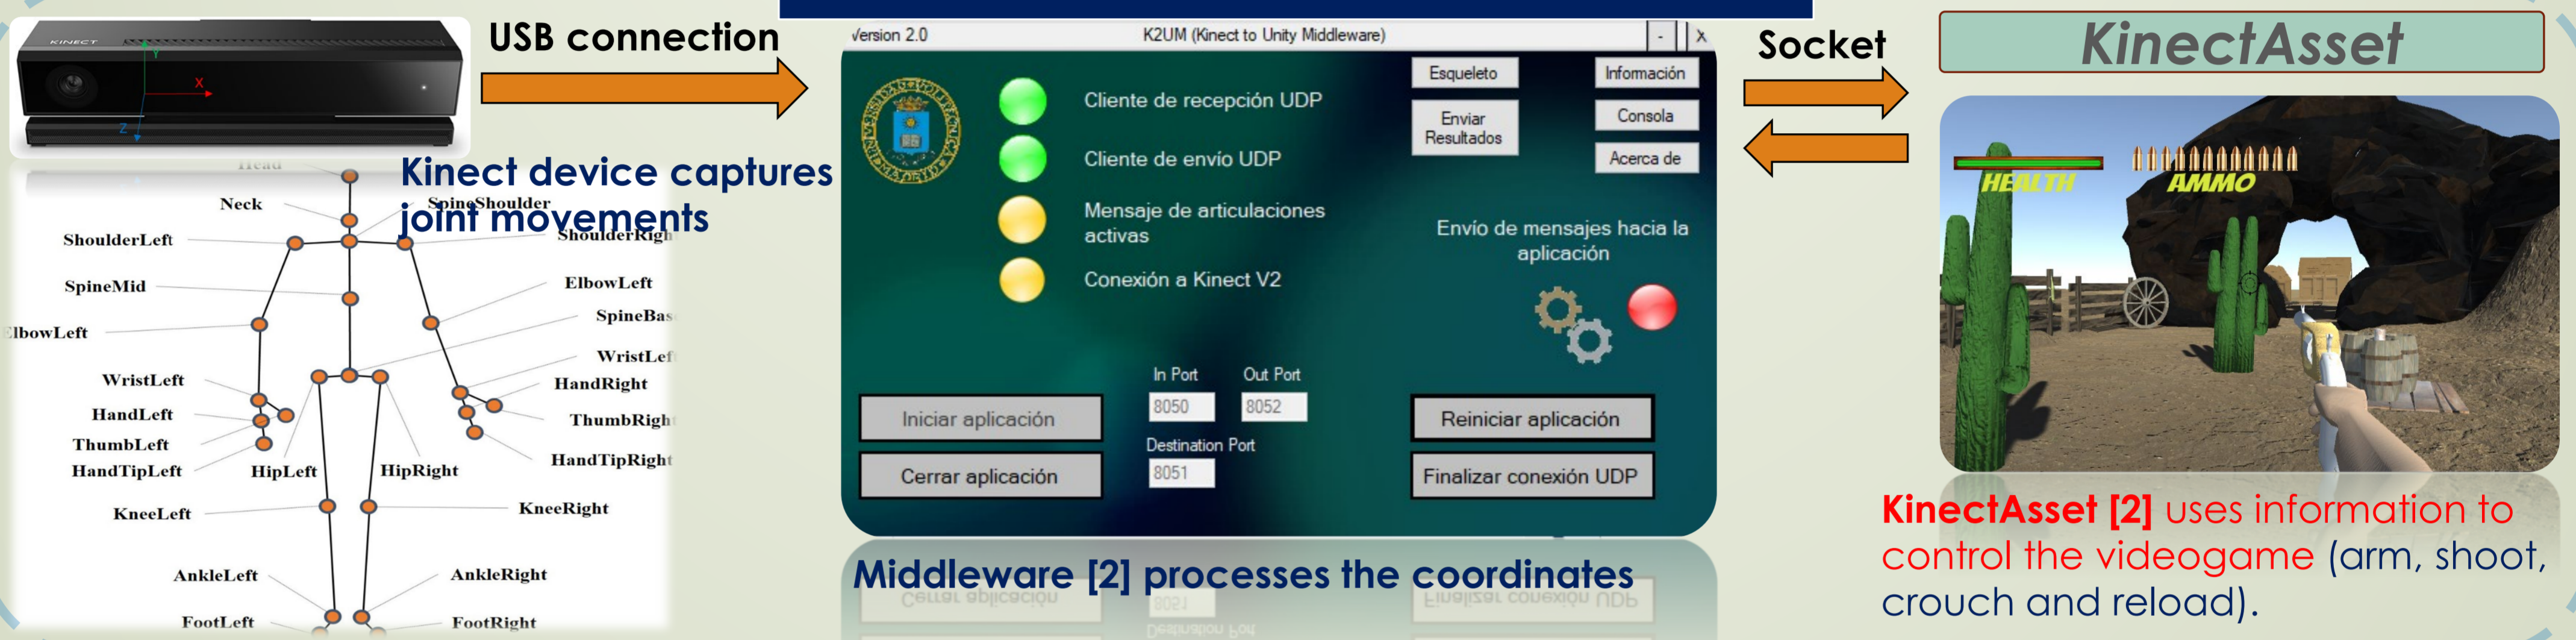 KINECT
Y
X
Z
USB connection
Kinect device captures
joint movements
Head
Neck
SpineShoulder
ShoulderLeft
ShoulderRigh
SpineMid
ElbowLeft
SpineBas
ElbowLeft
WristLef
WristLeft
HandRight
HandLeft
ThumbRigh
ThumbLeft
HandTipLeft
HipLeft
HipRight
HandTipRight
KneeLeft
KneeRight
AnkleLeft
AnkleRight
FootLeft
FootRight
Version 2.0
K2UM (Kinect to Unity Middleware)
- X
Cliente de recepción UDP
Cliente de envío UDP
Mensaje de articulaciones
activas
Conexión a Kinect V2
Esqueleto
Información
Enviar
Resultados
Consola
Acerca de
Envío de mensajes hacia la
aplicación
In Port
Out Port
8050
8052
Destination Port
8051
Iniciar aplicación
Cerrar aplicación
Reiniciar aplicación
Finalizar conexión UDP
Middleware [2] processes the coordinates
Socket
KinectAsset
HEALTH
AMMO
KinectAsset [2] uses information to
control the videogame (arm, shoot,
crouch and reload).